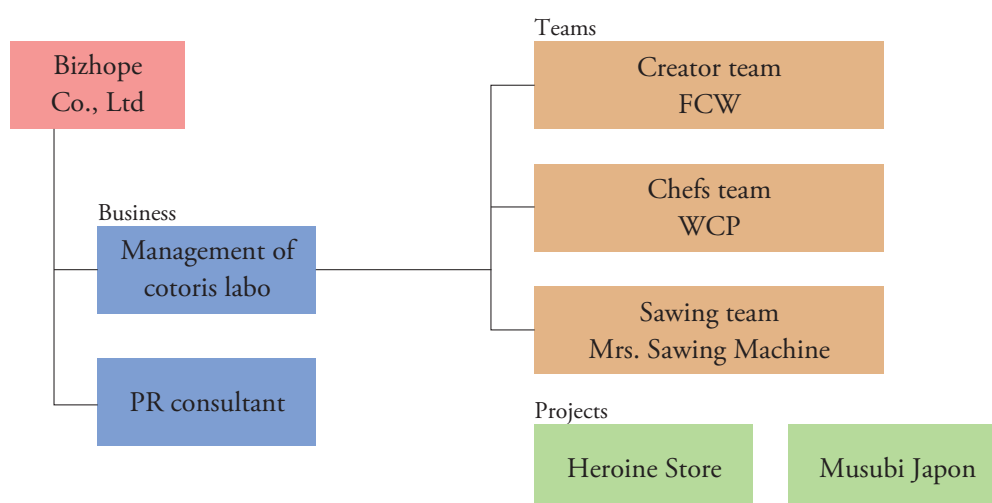 Bizhope
Co., Ltd
Business
Management of
cotoris labo
PR consultant
Teams
Creator team
FCW
Chefs team
WCP
Sawing team
Mrs. Sawing Machine
Projects
Heroine Store
Musubi Japon